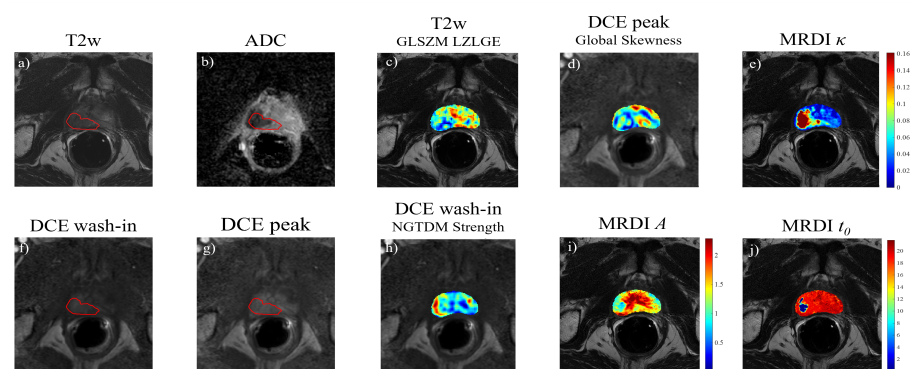 T2w
ADC
T2w
GLSZM LZLGE
DCE peak
Global Skewness
MRDI κ
a)
b)
c)
d)
e)
0.16
0.14
0.12
0.1
0.08
0.06
0.04
0.02
0
DCE wash-in
DCE peak
DCE wash-in
NGTDM Strength
MRDI A
MRDI t0
f)
g)
h)
i)
j)
2
1.5
1
0.5
20
18
16
14
12
10
8
6
4
2